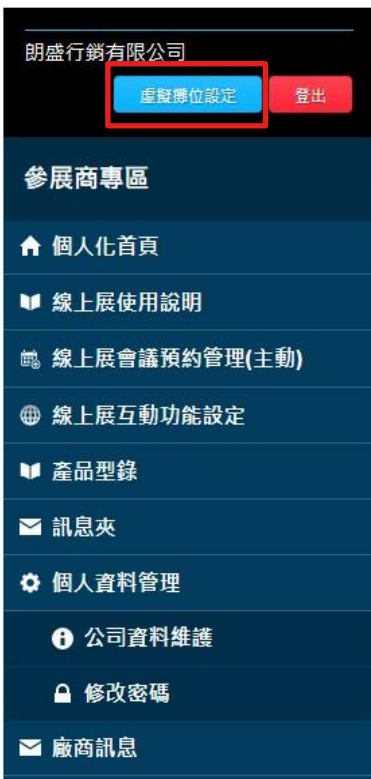 朗盛行銷有限公司
虛擬攤位設定 登出
參展商專區
個人化首頁
線上展使用說明
線上展會議預約管理(主動)
線上展互動功能設定
產品型錄
訊息夾
個人資料管理
公司資料維護
修改密碼
廠商訊息